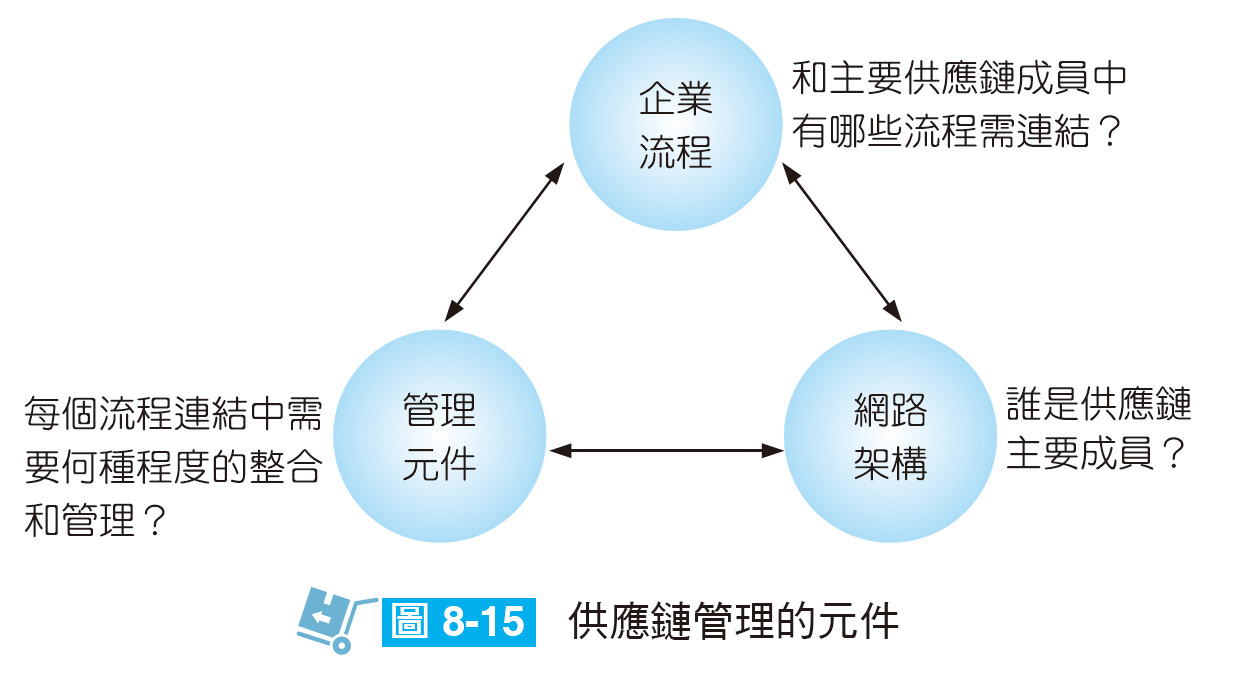 企業
流程
和主要供應鏈成員中
有哪些流程需連結？
管理
元件
每個流程連結中需
要何種程度的整合
和管理？
網路
架構
誰是供應鏈
主要成員？
圖 8-15 供應鏈管理的元件